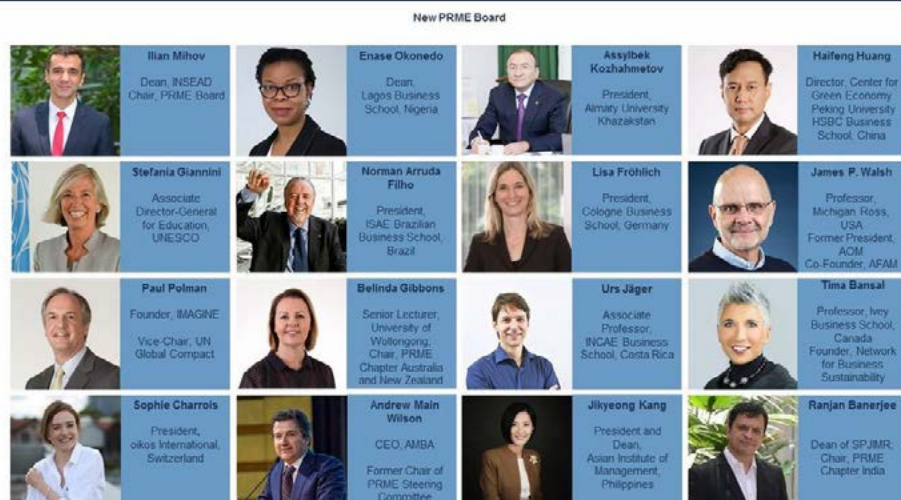 New PRME Board
Ilian Mihov
Dean, INSEAD
Chair, PRME Board
Enase Okonedo
Dean,
Lagos Business
School, Nigeria
Assylbek
Kozhahmetov
President,
Almaty University
Khazakstan
Haifeng Huang
Director, Center for
Green Economy
Peking University
HSBC Business
School, China
Stefania Giannini
Associate
Director-General
for Education,
UNESCO
Norman Arruda
Filho
President,
ISAE Brazilian
Business School,
Brazil
Lisa Fröhlich
President,
Cologne Business
School, Germany
James P. Walsh
Professor,
Michigan Ross,
USA
Former President,
AOM
Co-Founder, AFAM
Paul Polman
Founder, IMAGINE
Vice-Chair, UN
Global Compact
Belinda Gibbons
Senior Lecturer,
University of
Wollongong;
Chair, PRME
Chapter Australia
and New Zealand
Urs Jäger
Associate
Professor,
INCAE Business
School, Costa Rica
Tima Bansal
Professor, Ivey
Business School,
Canada
Founder, Network
for Business
Sustainability
Sophie Charrois
President,
oikos International,
Switzerland
Andrew Main
Wilson
CEO, AMBA
Former Chair of
PRME Steering
Committee
Jikyeong Kang
President and
Dean,
Asian Institute of
Management,
Philippines
Ranjan Banerjee
Dean of SPJIMR;
Chair, PRME
Chapter India